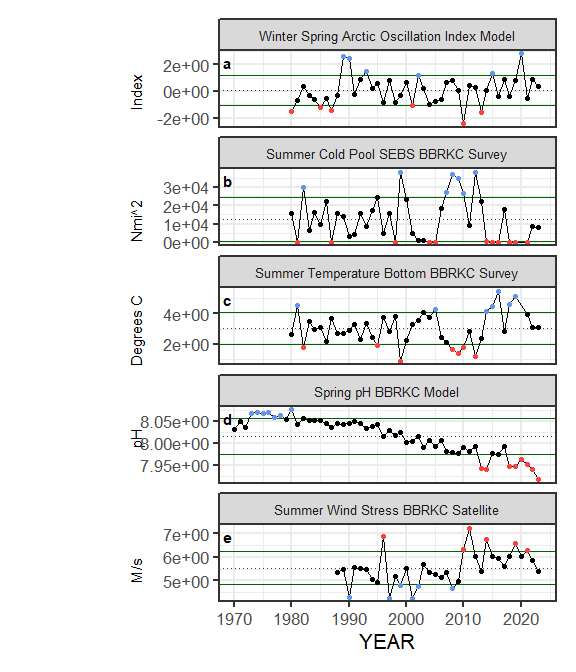 Winter Spring Arctic Oscillation Index Model
a
Index
2e+00
0e+00
-2e+00
Summer Cold Pool SEBS BBRKC Survey
b
Nmi^2
3e+04
2e+04
1e+04
0e+00
Summer Temperature Bottom BBRKC Survey
c
Degrees C
4e+00
2e+00
Spring pH BBRKC Model
d
pH
8.05e+00
8.00e+00
7.95e+00
Summer Wind Stress BBRKC Satellite
e
M/s
7e+00
6e+00
5e+00
1970 1980 1990 2000 2010 2020
YEAR